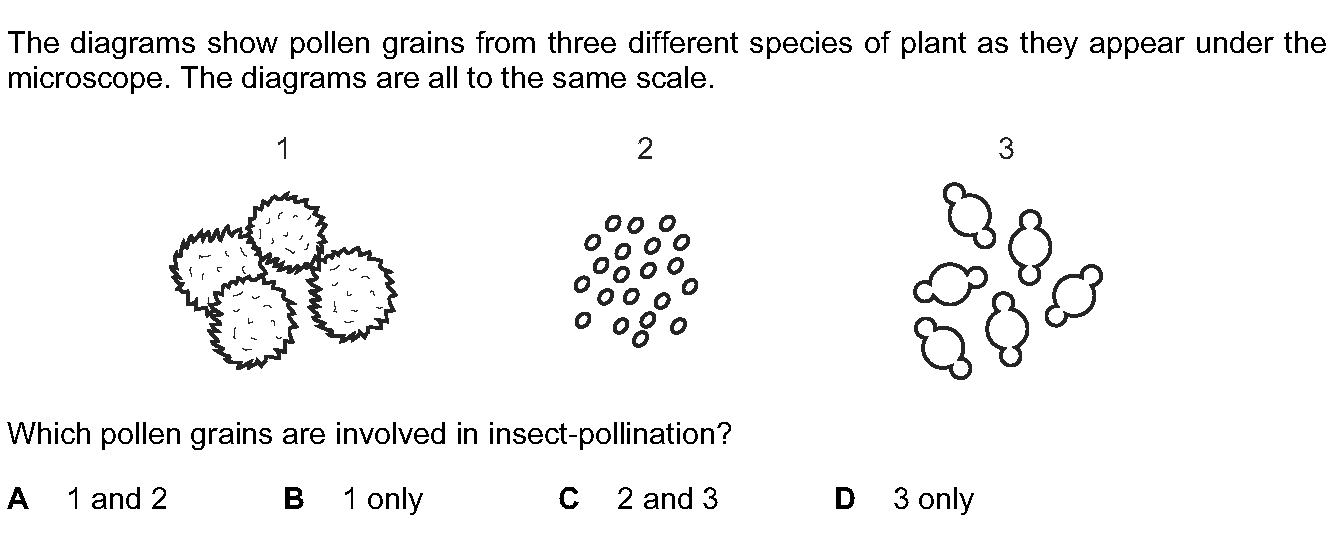 The diagrams show pollen grains from three different species of plant as they appear under the
microscope. The diagrams are all to the same scale.
1 2 3
Which pollen grains are involved in insect-pollination?
A 1 and 2 B 1 only C 2 and 3 D 3 only